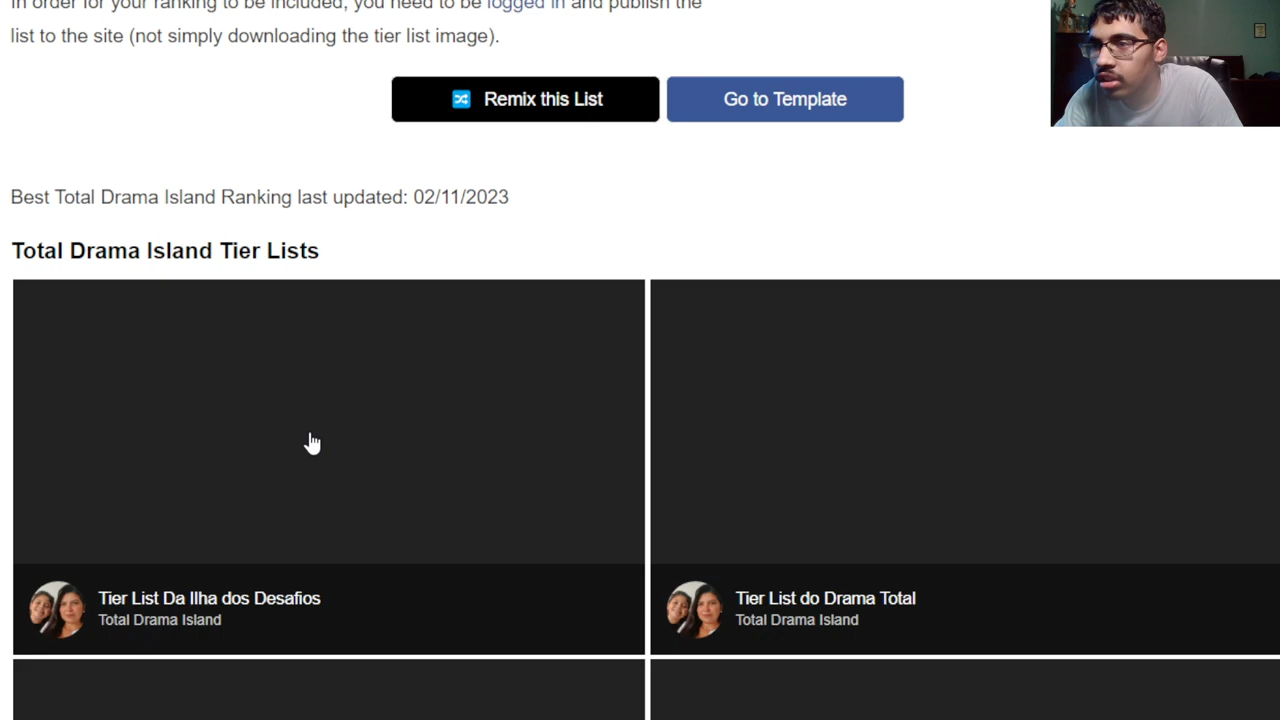 In order for your ranking to be included, you need to be logged in and publish the
list to the site (not simply downloading the tier list image).
Remix this List
Go to Template
Best Total Drama Island Ranking last updated: 02/11/2023
Total Drama Island Tier Lists
Tier List Da Ilha dos Desafios
Total Drama Island
Tier List do Drama Total
Total Drama Island